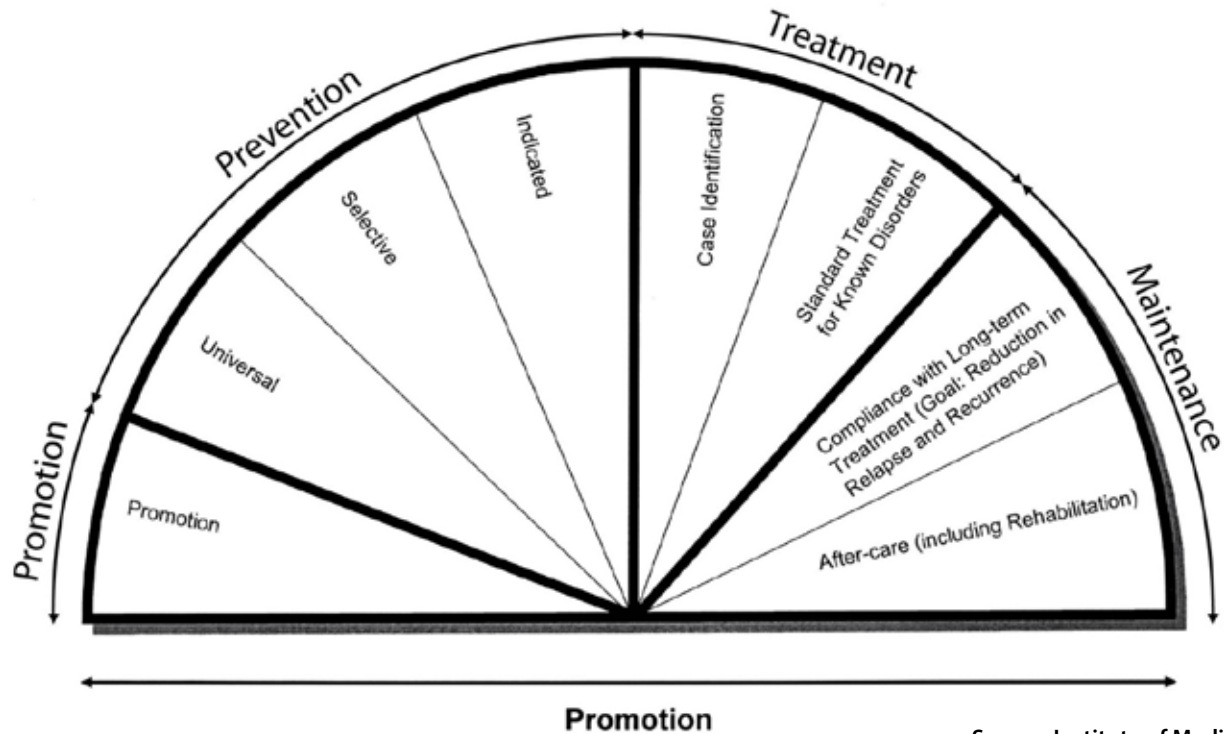 Treatment
Prevention
Maintenance
Promotion
Indicated
Case Identification
Selective
Standard Treatment
for Known Disorders
Universal
Compliance with Long-term
Treatment (Goal: Reduction in
Relapse and Recurrence)
Promotion
After-care (including Rehabilitation)
Promotion